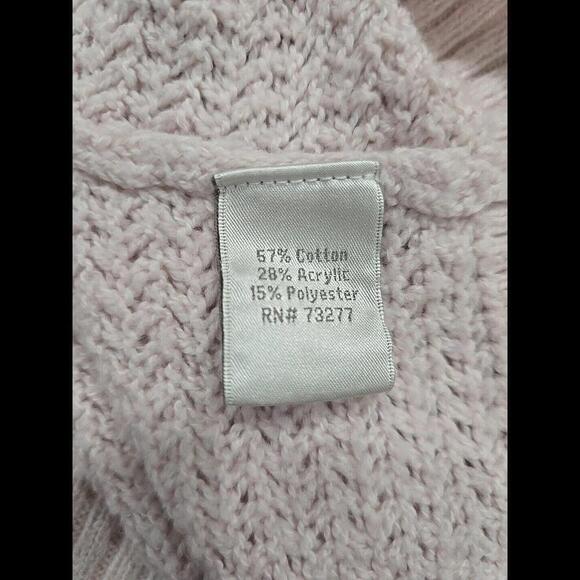 57% Cotton
28% Acrylic
15% Polyester
RN# 73277